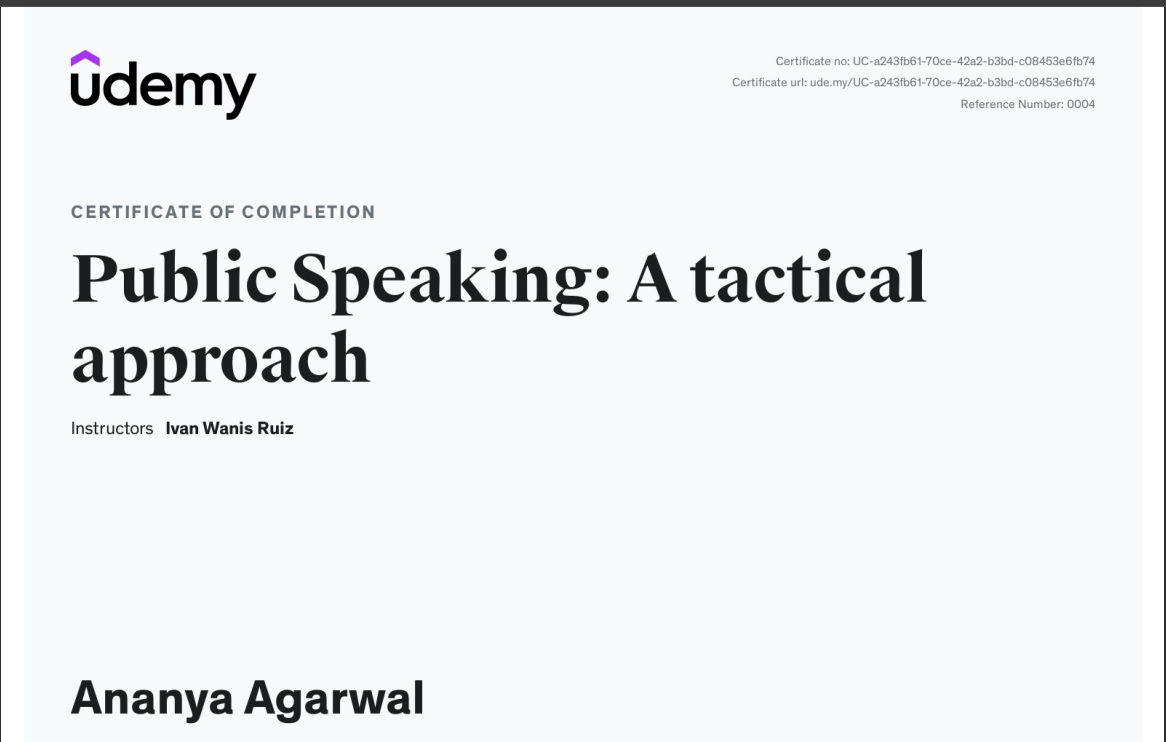 udemy
Certificate no: UC-a243fb61-70ce-42a2-b3bd-c08453e6fb74
Certificate url: ude.my/UC-a243fb61-70ce-42a2-b3bd-c08453e6fb74
Reference Number: 0004
CERTIFICATE OF COMPLETION
Public Speaking: A tactical
approach
Instructors Ivan Wanis Ruiz
Ananya Agarwal